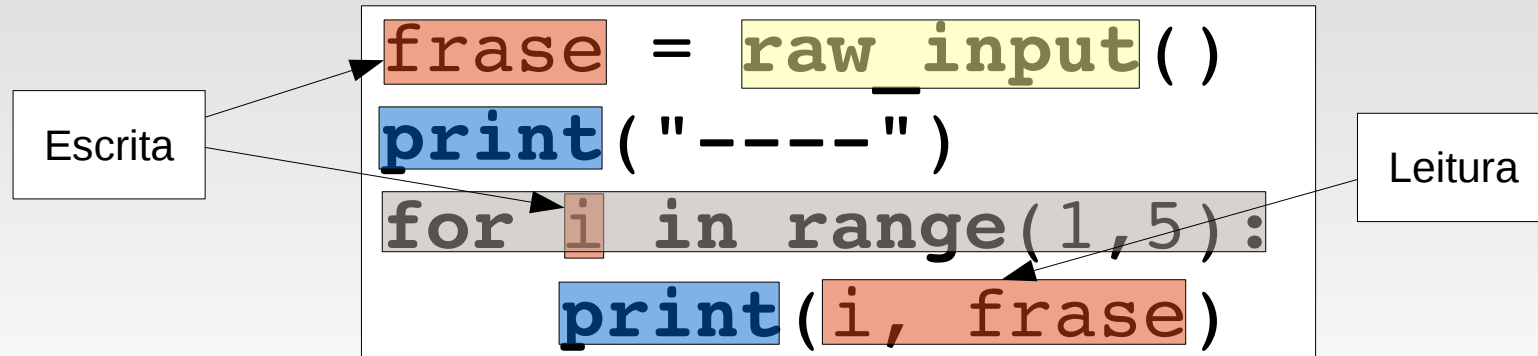 frase = raw_input()
Escrita
print("----")
Leitura
for i in range(1,5):
print(i, frase)